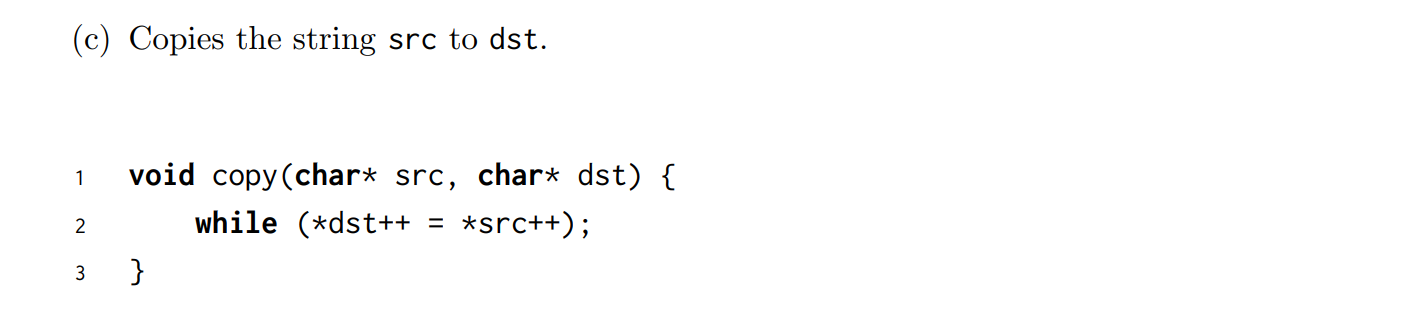 (c) Copies the string src to dst.
1 void copy(char* src, char* dst) {
2     while (*dst++ = *src++);
3 }